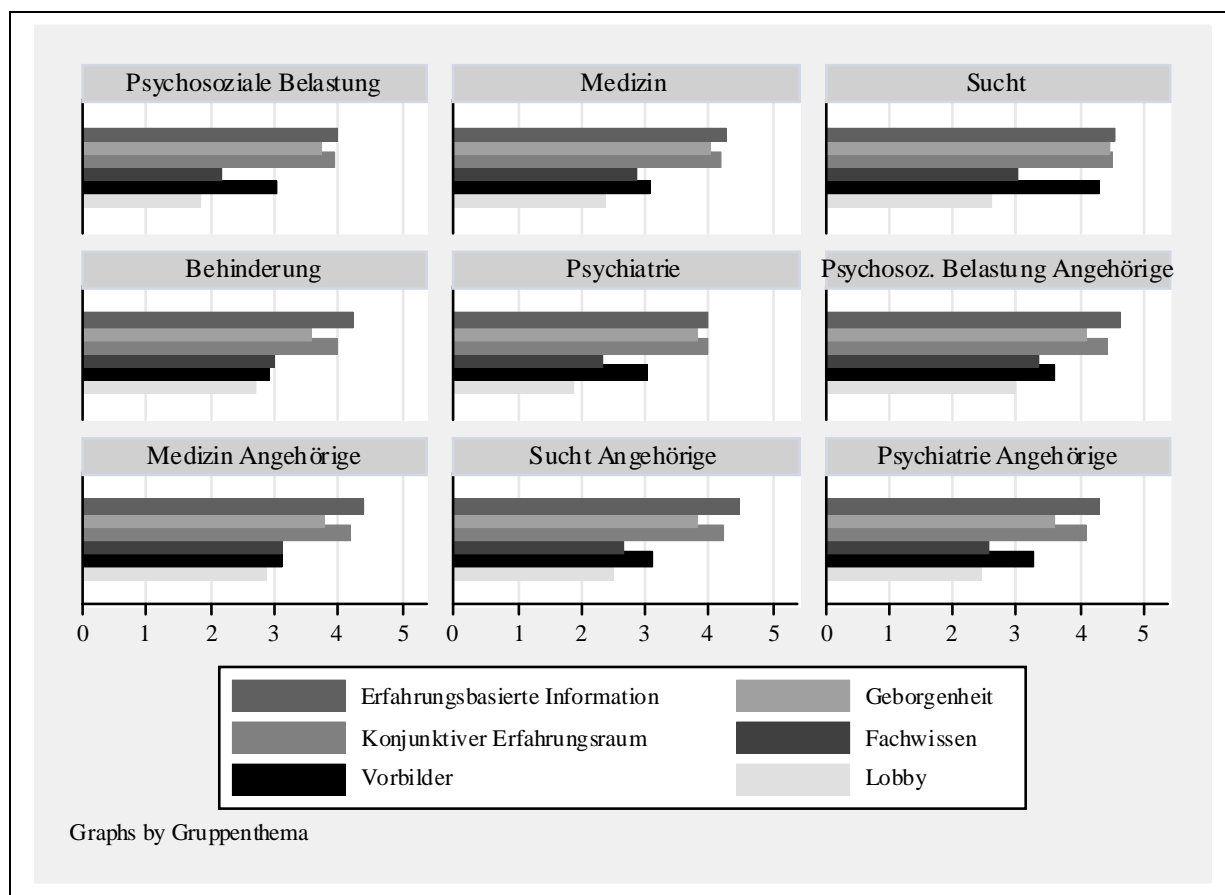 Psychosoziale Belastung
Medizin
Sucht
Behinderung
Psychiatrie
Psychosoz. Belastung Angehörige
Medizin Angehörige
Sucht Angehörige
Psychiatrie Angehörige
0 1 2 3 4 5
0 1 2 3 4 5
0 1 2 3 4 5
Erfahrungsbasierte Information
Geborgenheit
Konjunktiver Erfahrungsraum
Fachwissen
Vorbilder
Lobby
Graphs by Gruppenthema